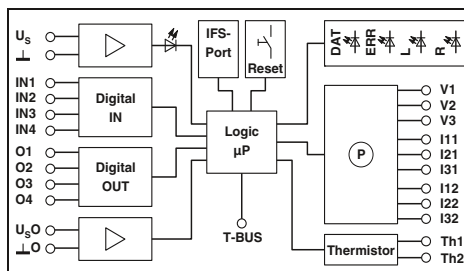 U_S
⊥
IN1
IN2
IN3
IN4
Digital
IN
O1
O2
O3
O4
Digital
OUT
U_SO
⊥O
IFS-
Port
Reset
Logic
µP
T-BUS
DAT
ERR
L
R
P
V1
V2
V3
I11
I21
I31
I12
I22
I32
Thermistor
Th1
Th2